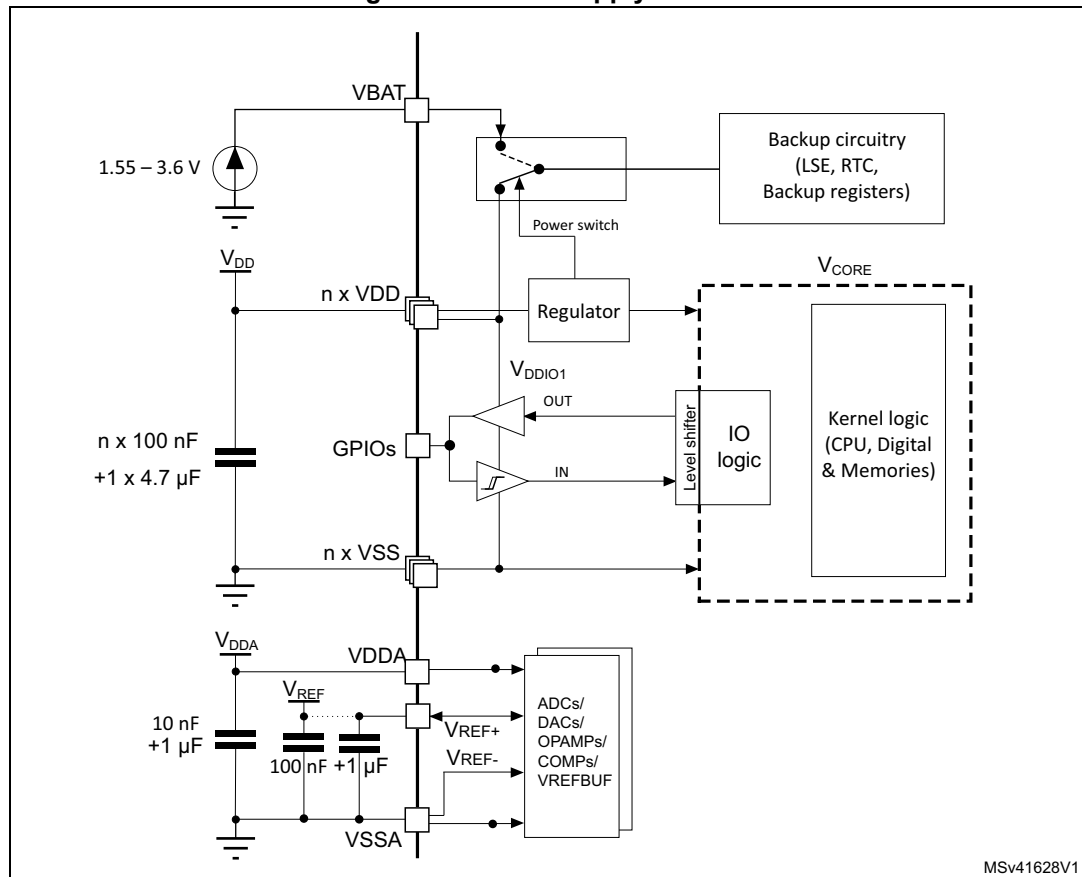 VBAT
1.55 – 3.6 V
Backup circuitry
(LSE, RTC,
Backup registers)
Power switch
VDD
n x VDD
Regulator
VCORE
VDDIO1
OUT
GPIOs
IN
Level shifter
IO
logic
Kernel logic
(CPU, Digital
& Memories)
n x 100 nF
+1 x 4.7 µF
n x VSS
VDDA
VDDA
VREF
10 nF
+1 µF
100 nF
+1 µF
VREF+
VREF-
ADCs/
DACs/
OPAMPs/
COMPs/
VREFBUF
VSSA
MSv41628V1